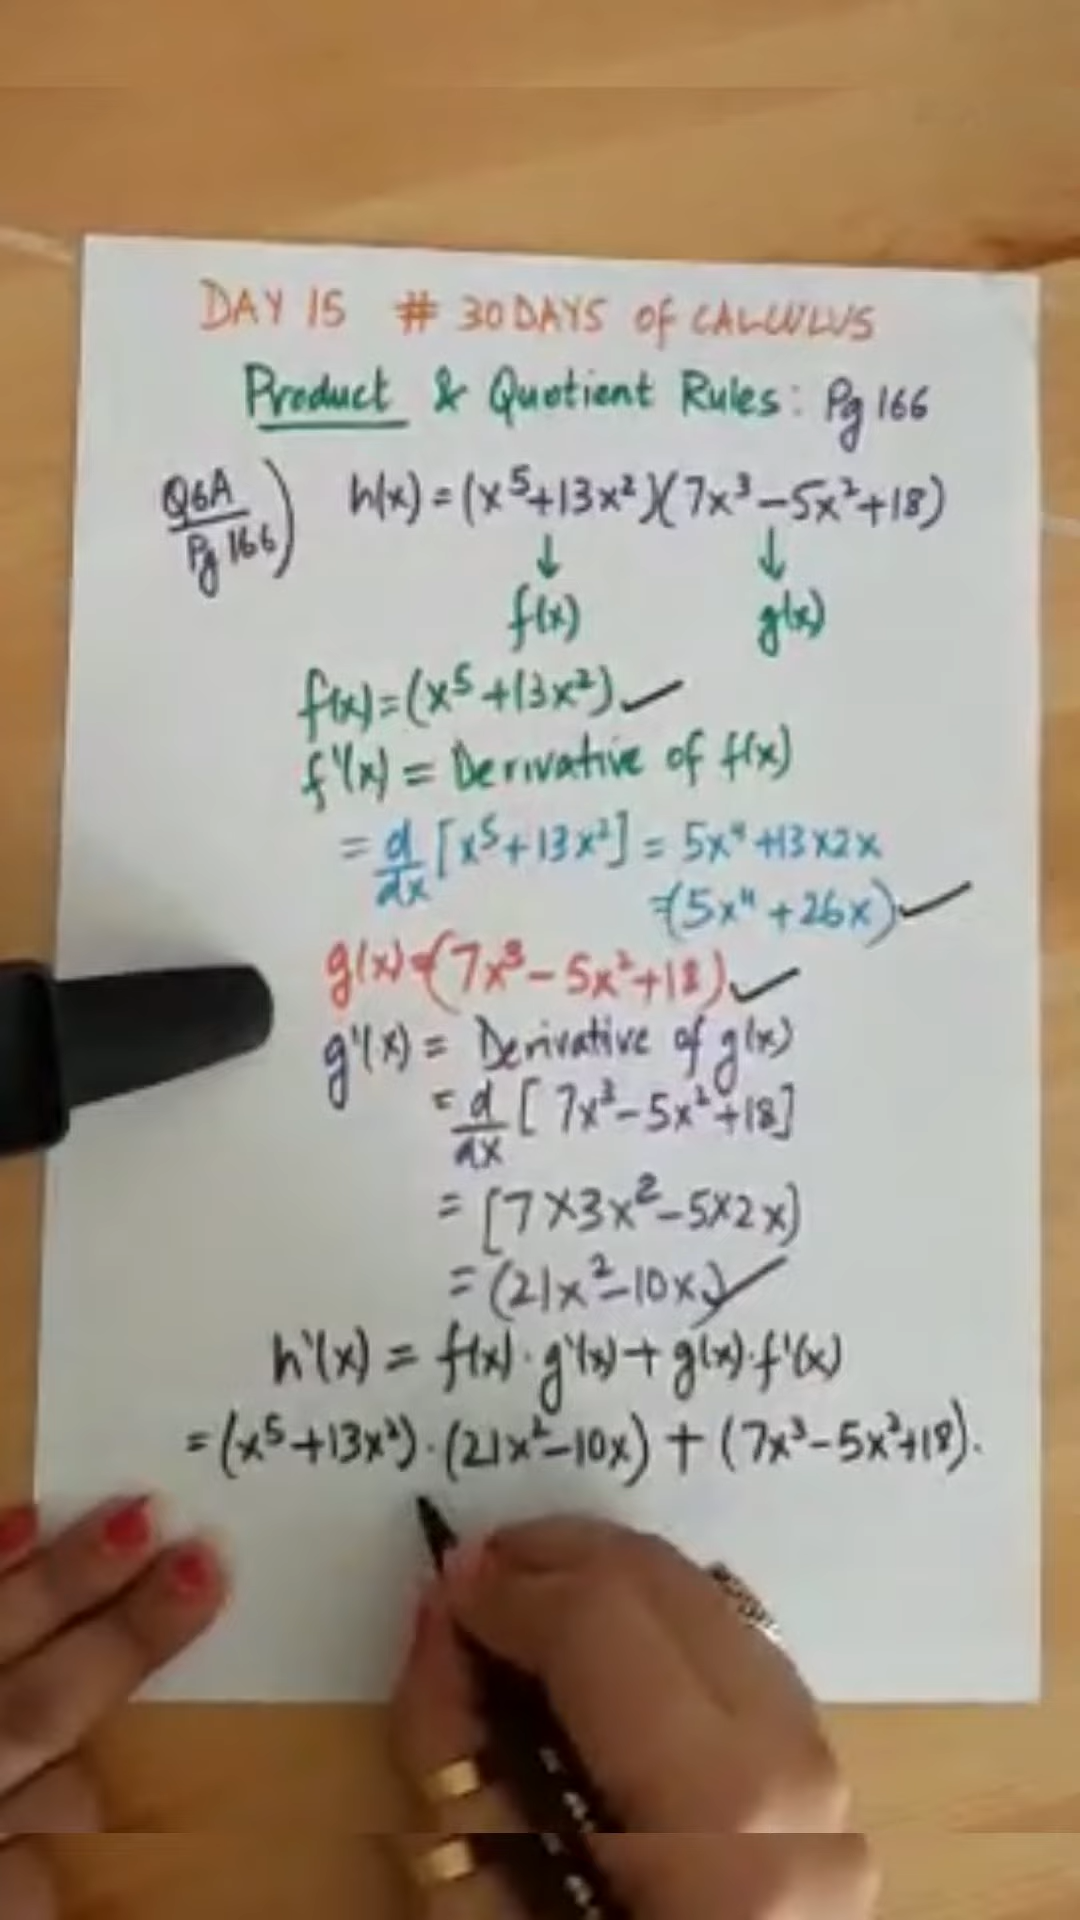 DAY 15 # 30 DAYS of CALCULUS
Product & Quotient Rules: Pg 166
Q6A
Pg 166) h(x) = (x⁵+13x²)(7x³-5x²+18)
↓ ↓
f(x) g(x)
f(x) = (x⁵+13x²)✓
f'(x) = Derivative of f(x)
= d/dx [x⁵+13x²] = 5x⁴+13×2x
=(5x⁴+26x)✓
g(x)=(7x³-5x²+18)✓
g'(x) = Derivative of g(x)
= d/dx [7x³-5x²+18]
= [7×3x²-5×2x]
= (21x²-10x)✓
h'(x) = f(x)·g'(x)+g(x)·f'(x)
= (x⁵+13x²)·(21x²-10x)+(7x³-5x²+18).